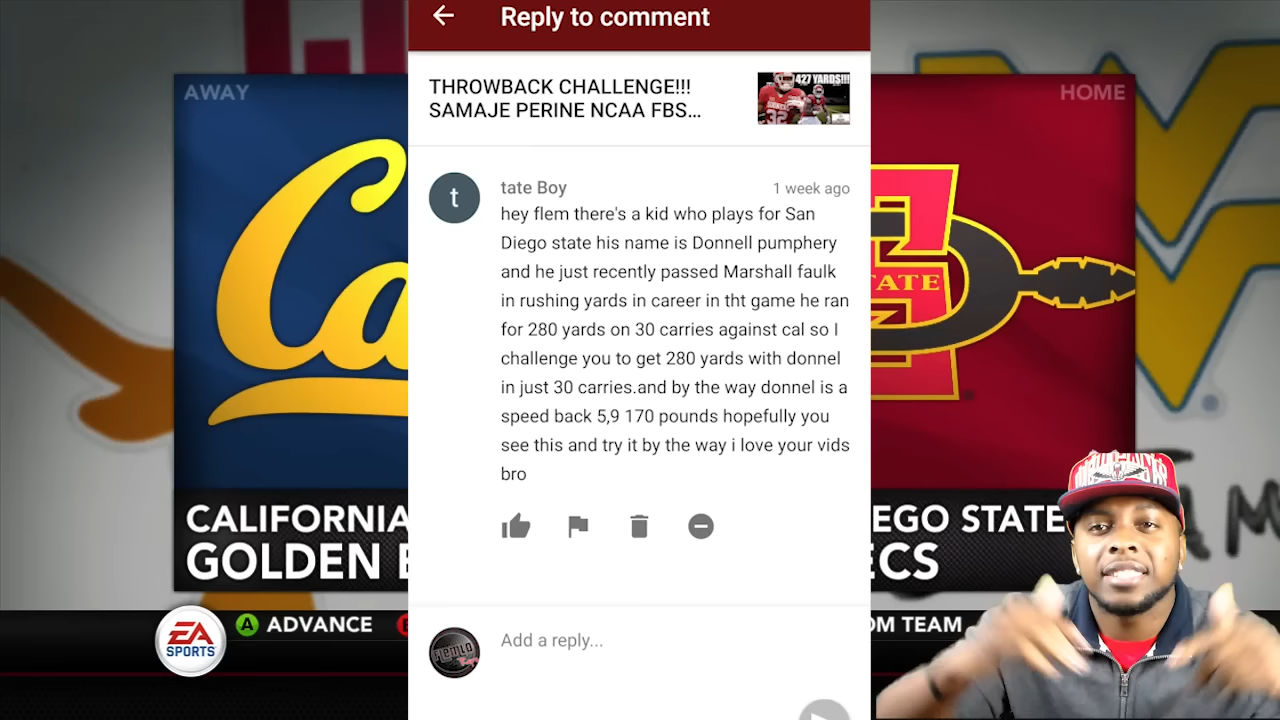 Reply to comment
AWAY
HOME
THROWBACK CHALLENGE!!!
SAMAJE PERINE NCAA FBS...
427 YARDS!!!
32
t
tate Boy
1 week ago
hey flem there's a kid who plays for San
Diego state his name is Donnell pumphery
and he just recently passed Marshall faulk
in rushing yards in career in tht game he ran
for 280 yards on 30 carries against cal so I
challenge you to get 280 yards with donnel
in just 30 carries.and by the way donnel is a
speed back 5,9 170 pounds hopefully you
see this and try it by the way i love your vids
bro
Ca
TATE
CALIFORNIA
GOLDEN B
EGO STATE
ECS
EA
SPORTS
A ADVANCE
OM TEAM
Add a reply...